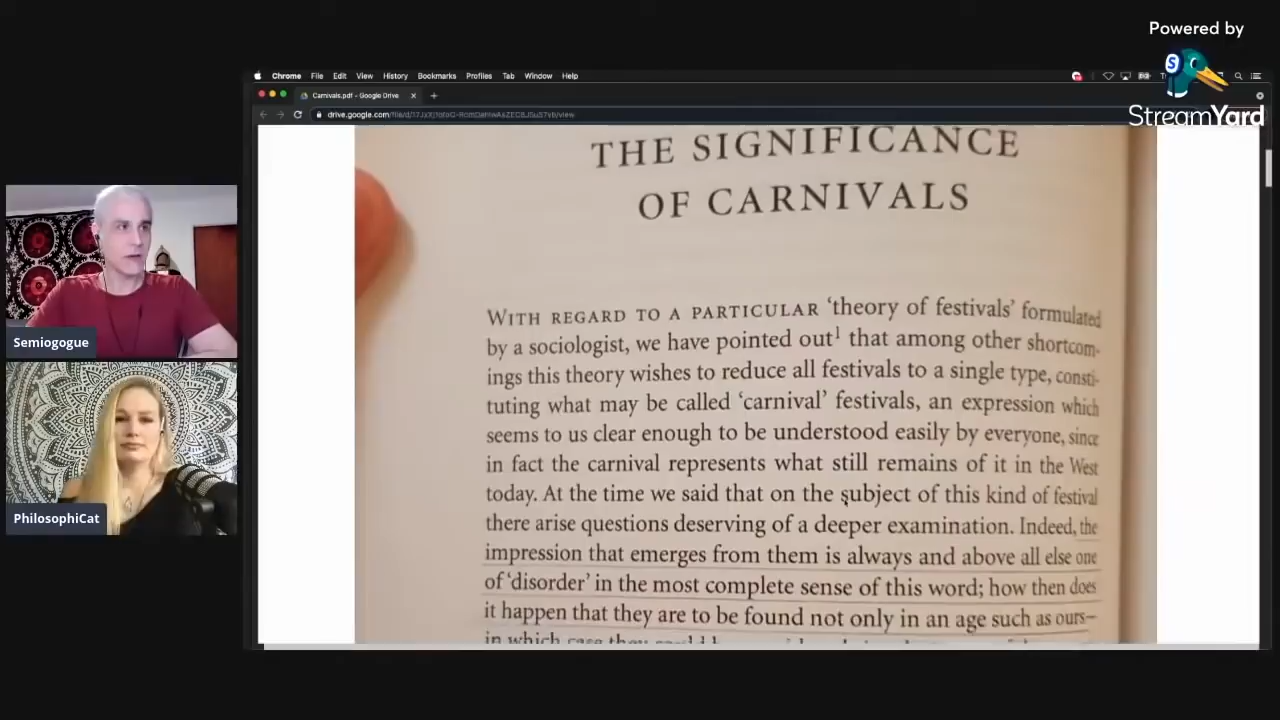 Powered by
StreamYard
Chrome File Edit View History Bookmarks Profiles Tab Window Help
Carnivals.pdf - Google Drive
THE SIGNIFICANCE
OF CARNIVALS
WITH REGARD TO A PARTICULAR ‘theory of festivals’ formulated
by a sociologist, we have pointed out1 that among other shortcom-
ings this theory wishes to reduce all festivals to a single type, consti-
tuting what may be called ‘carnival’ festivals, an expression which
seems to us clear enough to be understood easily by everyone, since
in fact the carnival represents what still remains of it in the West
today. At the time we said that on the subject of this kind of festival
there arise questions deserving of a deeper examination. Indeed, the
impression that emerges from them is always and above all else one
of ‘disorder’ in the most complete sense of this word; how then does
it happen that they are to be found not only in an age such as ours—
in which case they
Semiogogue
PhilosophiCat